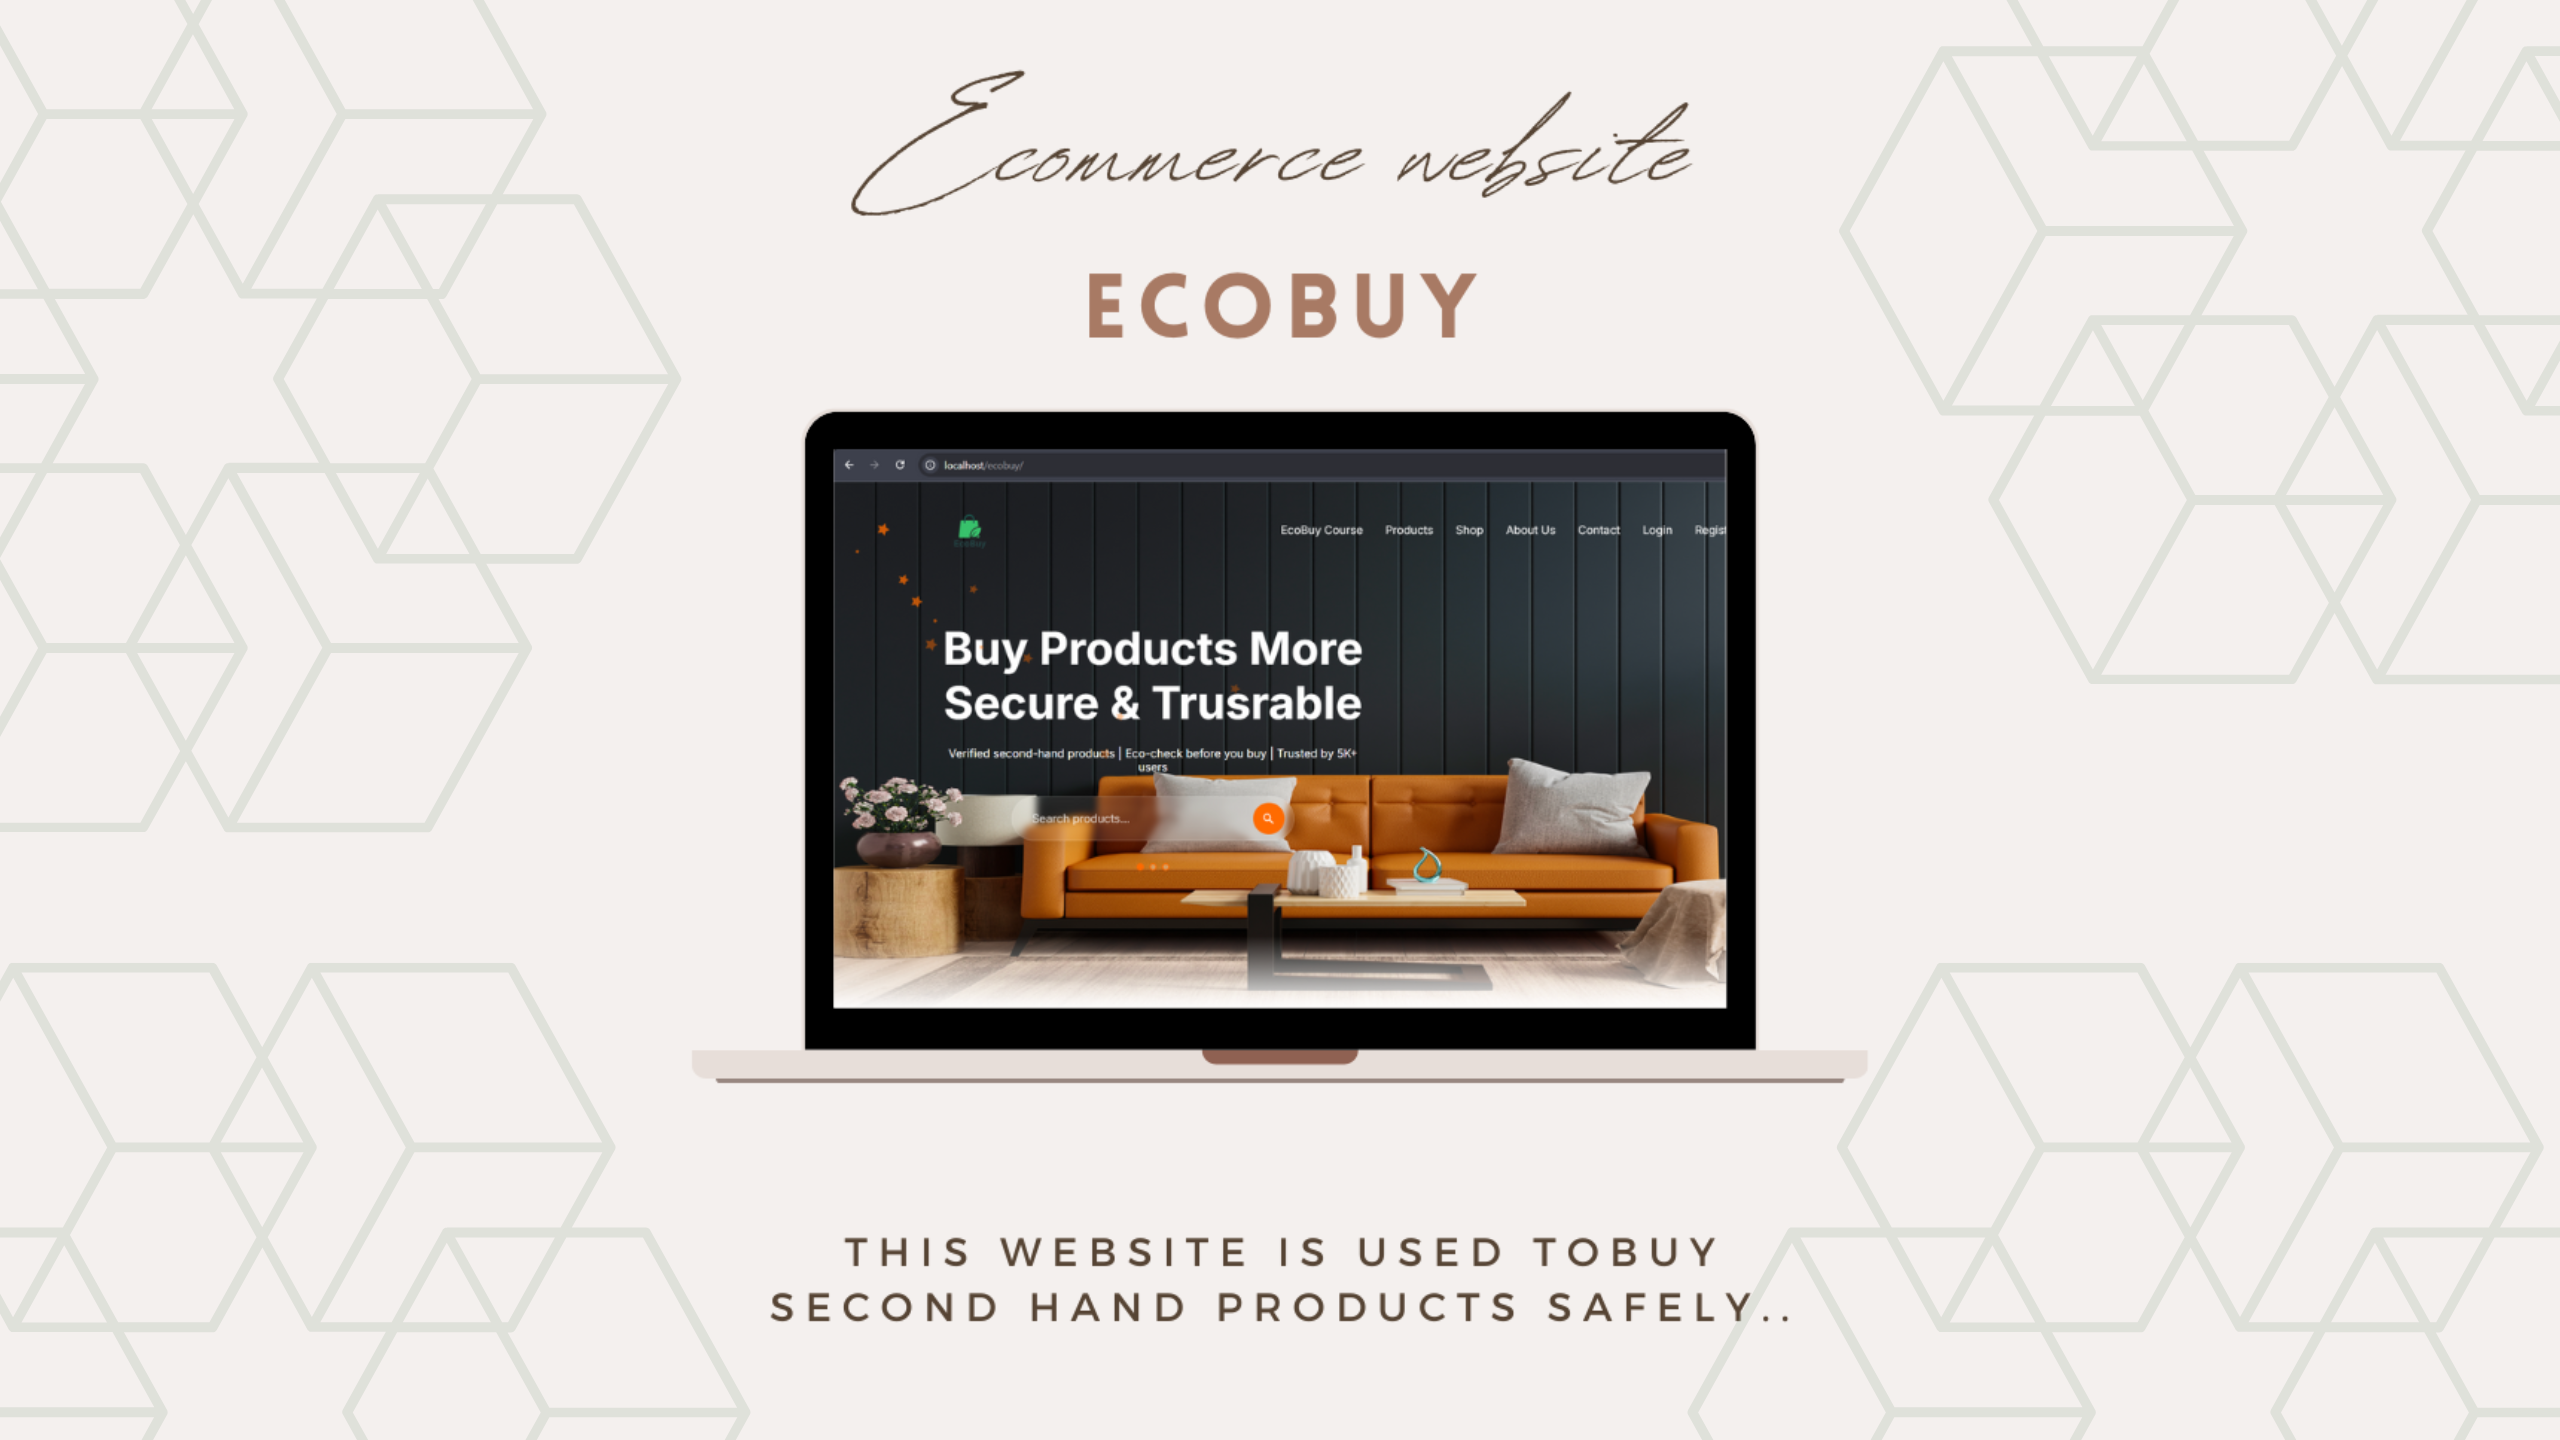 Ecommerce website
ECOBUY
localhost/ecobuy/
EcoBuy
EcoBuy Course Products Shop About Us Contact Login Regist
Buy Products More
Secure & Trusrable
Verified second-hand products | Eco-check before you buy | Trusted by 5K+
users
Search products...
THIS WEBSITE IS USED TOBUY
SECOND HAND PRODUCTS SAFELY..